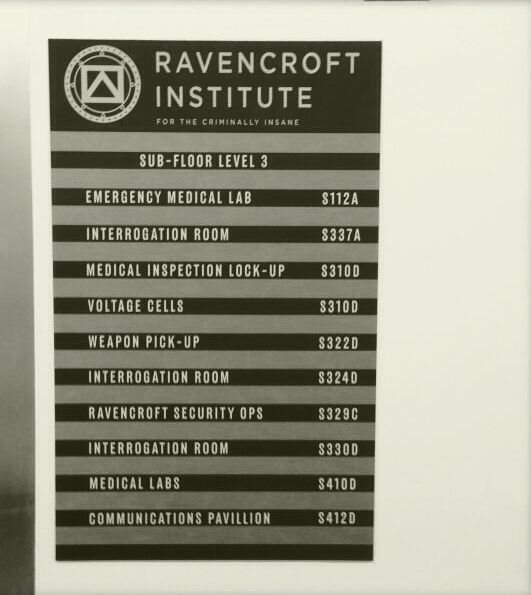 RAVENCROFT
INSTITUTE
FOR THE CRIMINALLY INSANE
SUB-FLOOR LEVEL 3
EMERGENCY MEDICAL LAB S112A
INTERROGATION ROOM S337A
MEDICAL INSPECTION LOCK-UP S310D
VOLTAGE CELLS S310D
WEAPON PICK-UP S322D
INTERROGATION ROOM S324D
RAVENCROFT SECURITY OPS S329C
INTERROGATION ROOM S330D
MEDICAL LABS S410D
COMMUNICATIONS PAVILLION S412D